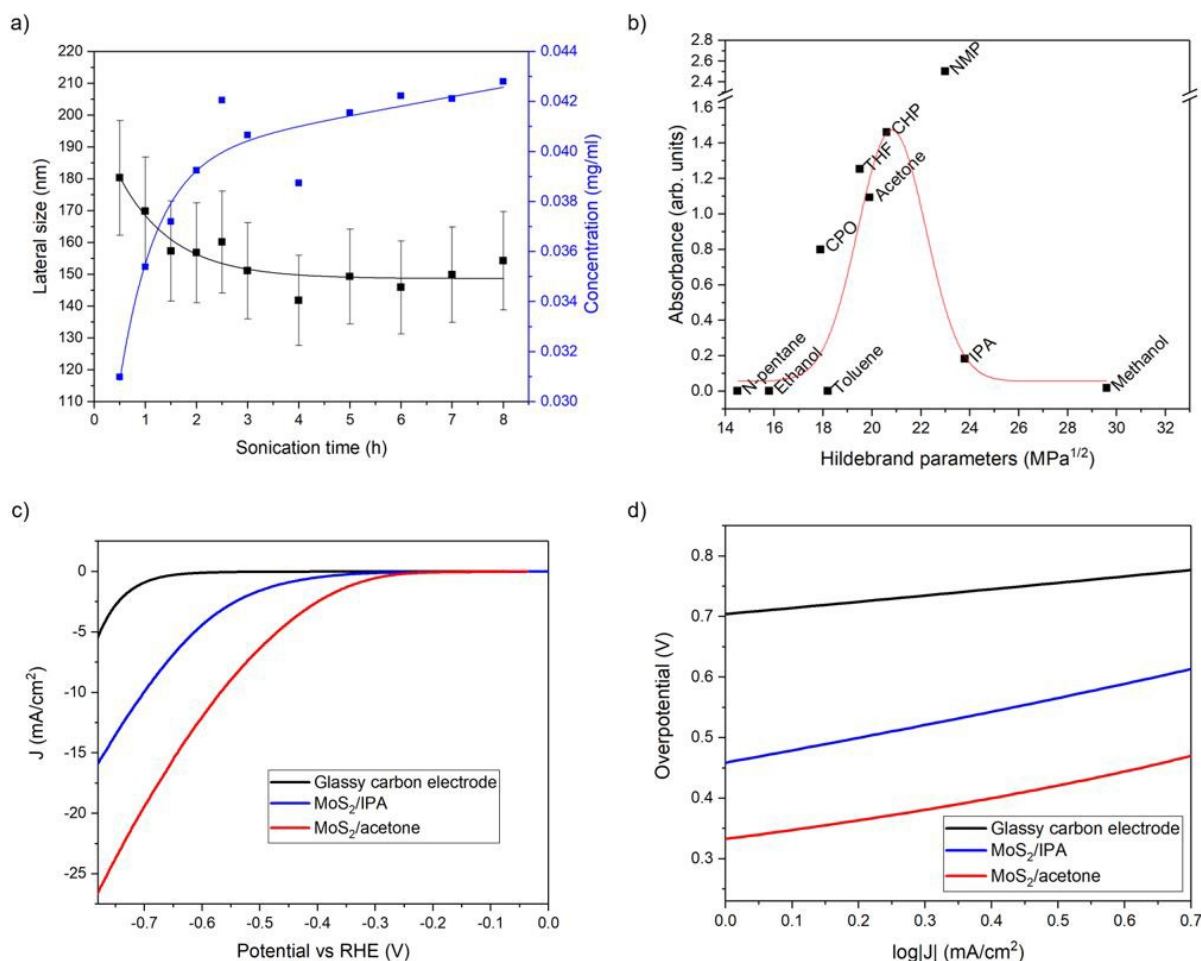 a)
220
210
200
190
180
170
160
150
140
130
120
110
Lateral size (nm)
0 1 2 3 4 5 6 7 8
Sonication time (h)
0.044
0.042
0.040
0.038
0.036
0.034
0.032
0.030
Concentration (mg/ml)
b)
2.8
2.6
2.4
1.6
1.4
1.2
1.0
0.8
0.6
0.4
0.2
0.0
Absorbance (arb. units)
NMP
CHP
THF
Acetone
CPO
N-pentane
Ethanol
Toluene
IPA
Methanol
14 16 18 20 22 24 26 28 30 32
Hildebrand parameters (MPa1/2)
c)
0
-5
-10
-15
-20
-25
J (mA/cm2)
Glassy carbon electrode
MoS2/IPA
MoS2/acetone
-0.7 -0.6 -0.5 -0.4 -0.3 -0.2 -0.1 0.0
Potential vs RHE (V)
d)
0.8
0.7
0.6
0.5
0.4
0.3
Overpotential (V)
Glassy carbon electrode
MoS2/IPA
MoS2/acetone
0.0 0.1 0.2 0.3 0.4 0.5 0.6 0.7
log|J| (mA/cm2)